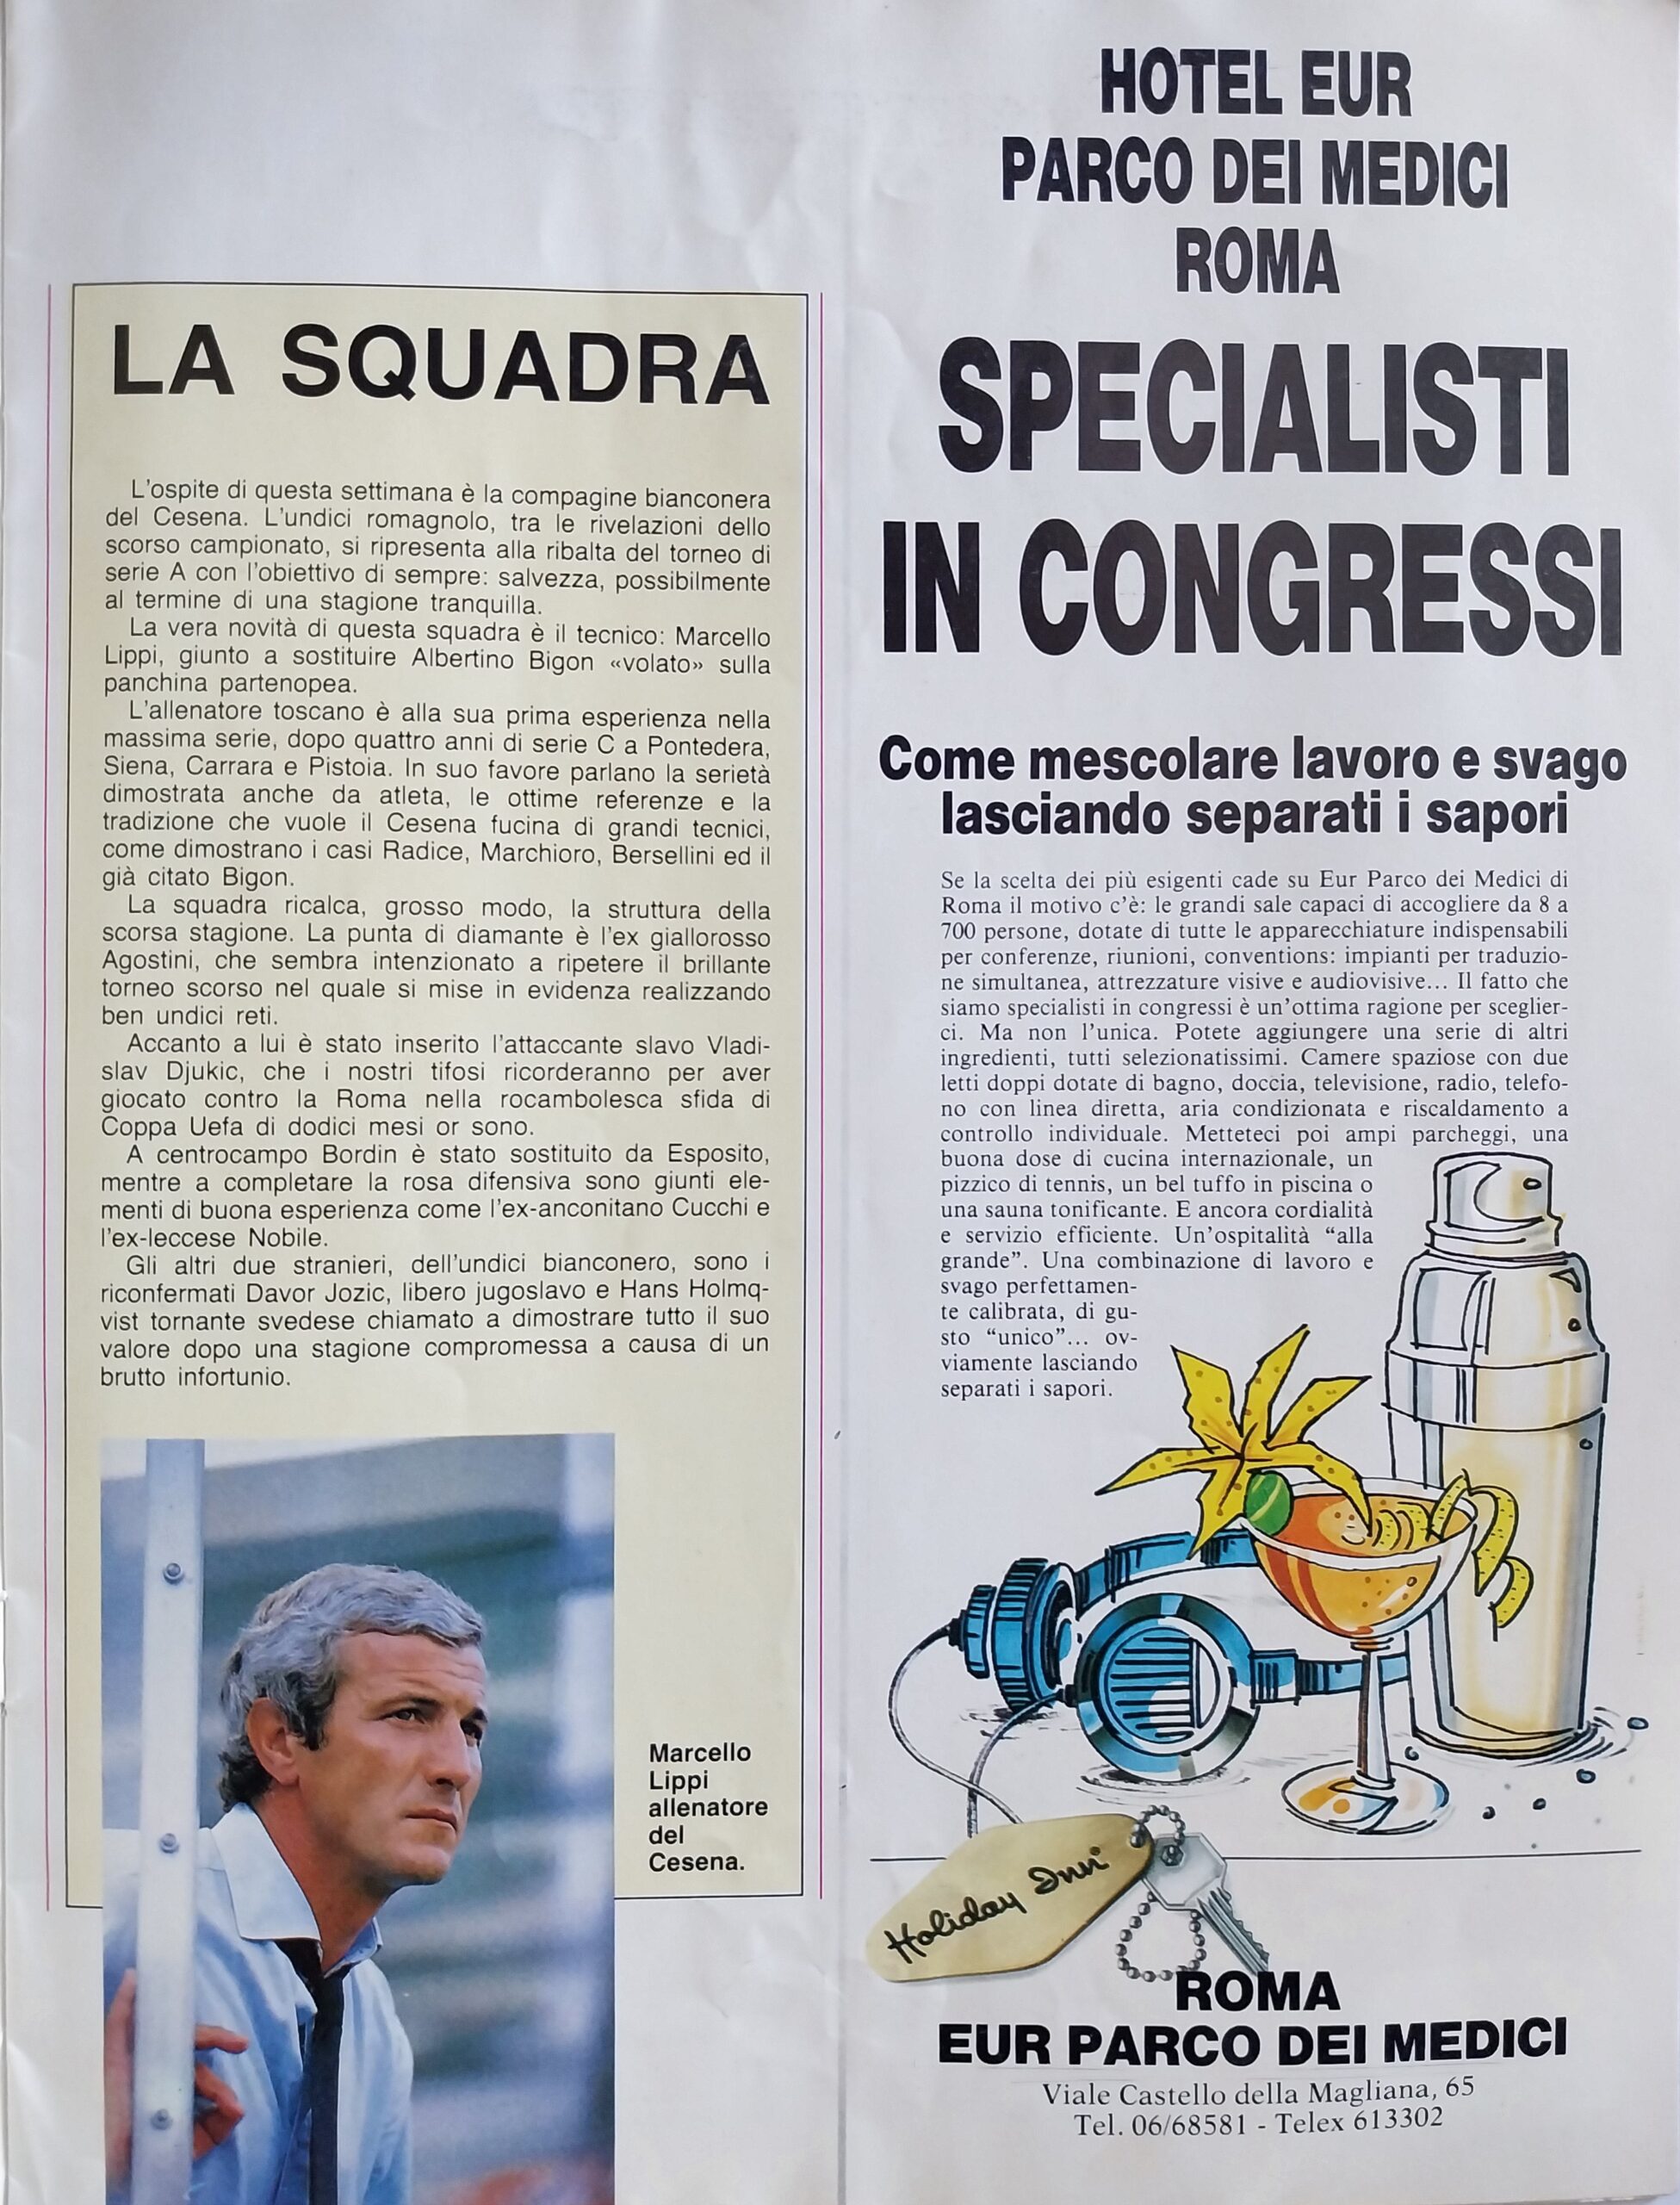 LA SQUADRA
L'ospite di questa settimana è la compagine bianconera
del Cesena. L'undici romagnolo, tra le rivelazioni dello
scorso campionato, si ripresenta alla ribalta del torneo di
serie A con l'obiettivo di sempre: salvezza, possibilmente
al termine di una stagione tranquilla.
La vera novità di questa squadra è il tecnico: Marcello
Lippi, giunto a sostituire Albertino Bigon «volato» sulla
panchina partenopea.
L'allenatore toscano è alla sua prima esperienza nella
massima serie, dopo quattro anni di serie C a Pontedera,
Siena, Carrara e Pistoia. In suo favore parlano la serietà
dimostrata anche da atleta, le ottime referenze e la
tradizione che vuole il Cesena fucina di grandi tecnici,
come dimostrano i casi Radice, Marchioro, Bersellini ed il
già citato Bigon.
La squadra ricalca, grosso modo, la struttura della
scorsa stagione. La punta di diamante è l'ex giallorosso
Agostini, che sembra intenzionato a ripetere il brillante
torneo scorso nel quale si mise in evidenza realizzando
ben undici reti.
Accanto a lui è stato inserito l'attaccante slavo Vladi-
slav Djukic, che i nostri tifosi ricorderanno per aver
giocato contro la Roma nella rocambolesca sfida di
Coppa Uefa di dodici mesi or sono.
A centrocampo Bordin è stato sostituito da Esposito,
mentre a completare la rosa difensiva sono giunti ele-
menti di buona esperienza come l'ex-anconitano Cucchi e
l'ex-leccese Nobile.
Gli altri due stranieri, dell'undici bianconero, sono i
riconfermati Davor Jozic, libero jugoslavo e Hans Holmq-
vist tornante svedese chiamato a dimostrare tutto il suo
valore dopo una stagione compromessa a causa di un
brutto infortunio.
Marcello
Lippi
allenatore
del
Cesena.
HOTEL EUR
PARCO DEI MEDICI
ROMA
SPECIALISTI
IN CONGRESSI
Come mescolare lavoro e svago
lasciando separati i sapori
Se la scelta dei più esigenti cade su Eur Parco dei Medici di
Roma il motivo c'è: le grandi sale capaci di accogliere da 8 a
700 persone, dotate di tutte le apparecchiature indispensabili
per conferenze, riunioni, conventions: impianti per traduzio-
ne simultanea, attrezzature visive e audiovisive... Il fatto che
siamo specialisti in congressi è un'ottima ragione per sceglier-
ci. Ma non l'unica. Potete aggiungere una serie di altri
ingredienti, tutti selezionatissimi. Camere spaziose con due
letti doppi dotate di bagno, doccia, televisione, radio, telefo-
no con linea diretta, aria condizionata e riscaldamento a
controllo individuale. Metteteci poi ampi parcheggi, una
buona dose di cucina internazionale, un
pizzico di tennis, un bel tuffo in piscina o
una sauna tonificante. E ancora cordialità
e servizio efficiente. Un'ospitalità “alla
grande”. Una combinazione di lavoro e
svago perfettamen-
te calibrata, di gu-
sto “unico”... ov-
viamente lasciando
separati i sapori.
Holiday Inn
ROMA
EUR PARCO DEI MEDICI
Viale Castello della Magliana, 65
Tel. 06/68581 - Telex 613302